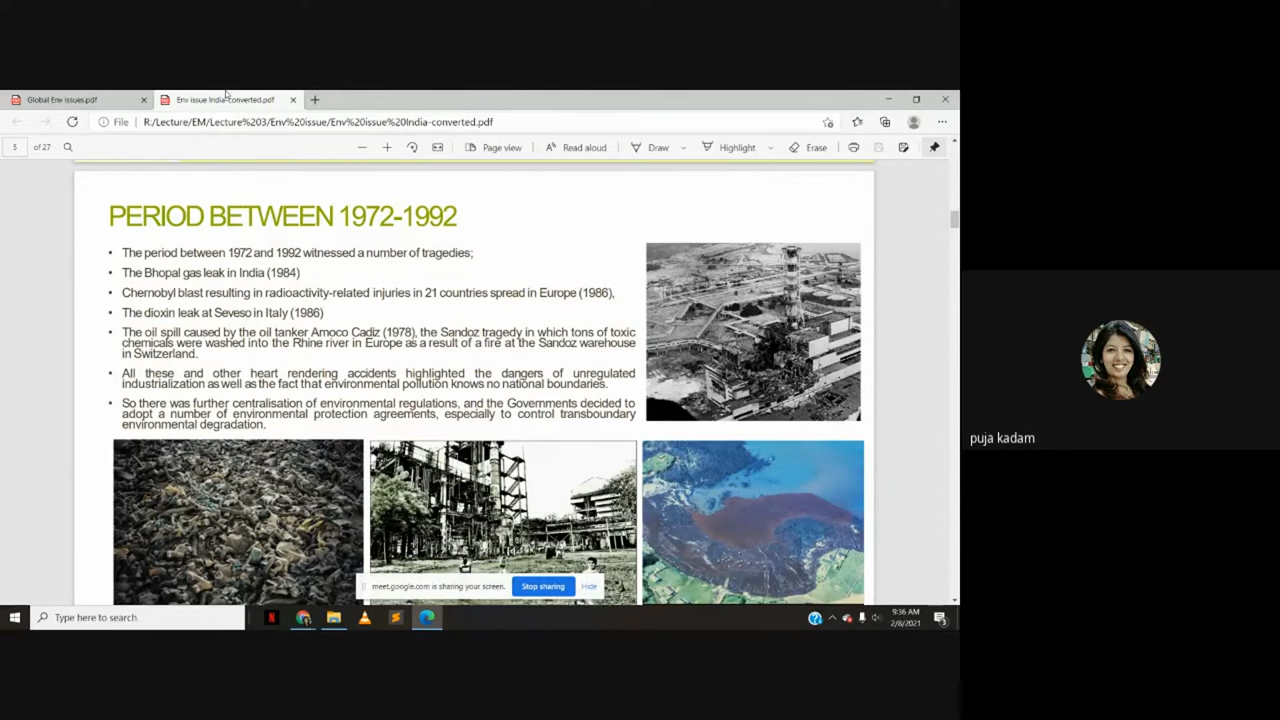 Global Env issues.pdf
Env issue India-converted.pdf
File
R:/Lecture/EM/Lecture%203/Env%20issue/Env%20issue%20India-converted.pdf
5 of 27
Page view
Read aloud
Draw
Highlight
Erase
PERIOD BETWEEN 1972-1992
• The period between 1972 and 1992 witnessed a number of tragedies;
• The Bhopal gas leak in India (1984)
• Chernobyl blast resulting in radioactivity-related injuries in 21 countries spread in Europe (1986),
• The dioxin leak at Seveso in Italy (1986)
• The oil spill caused by the oil tanker Amoco Cadiz (1978), the Sandoz tragedy in which tons of toxic
chemicals were washed into the Rhine river in Europe as a result of a fire at the Sandoz warehouse
in Switzerland.
• All these and other heart rendering accidents highlighted the dangers of unregulated
industrialization as well as the fact that environmental pollution knows no national boundaries.
• So there was further centralisation of environmental regulations, and the Governments decided to
adopt a number of environmental protection agreements, especially to control transboundary
environmental degradation.
puja kadam
meet.google.com is sharing your screen.
Stop sharing
Hide
Type here to search
9:36 AM
2/8/2021